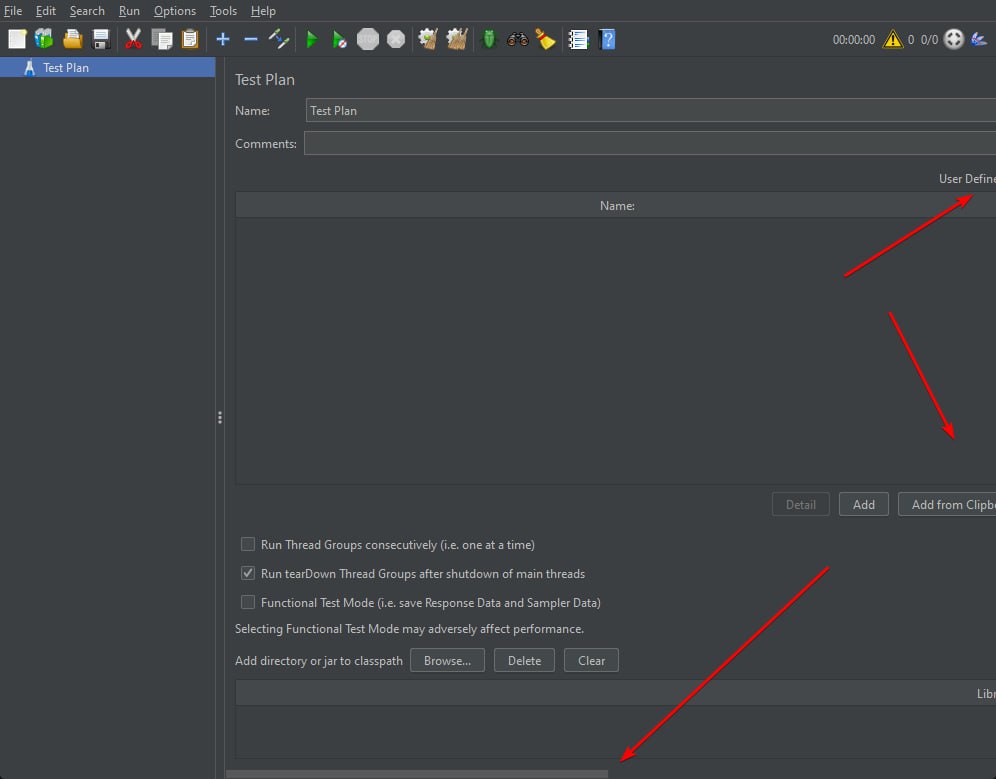 File Edit Search Run Options Tools Help
STOP 00:00:00 0 0/0
Test Plan
Test Plan
Name: Test Plan
Comments:
User Define
Name:
Detail Add Add from Clipbo
Run Thread Groups consecutively (i.e. one at a time)
Run tearDown Thread Groups after shutdown of main threads
Functional Test Mode (i.e. save Response Data and Sampler Data)
Selecting Functional Test Mode may adversely affect performance.
Add directory or jar to classpath Browse... Delete Clear
Libr